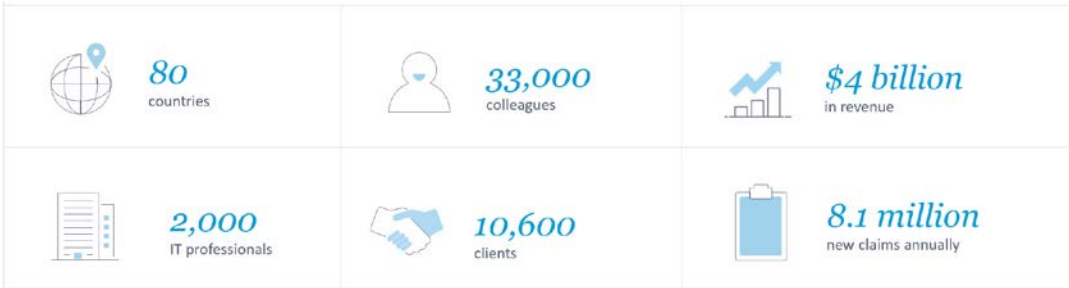 80
countries
33,000
colleagues
$4 billion
in revenue
2,000
IT professionals
10,600
clients
8.1 million
new claims annually